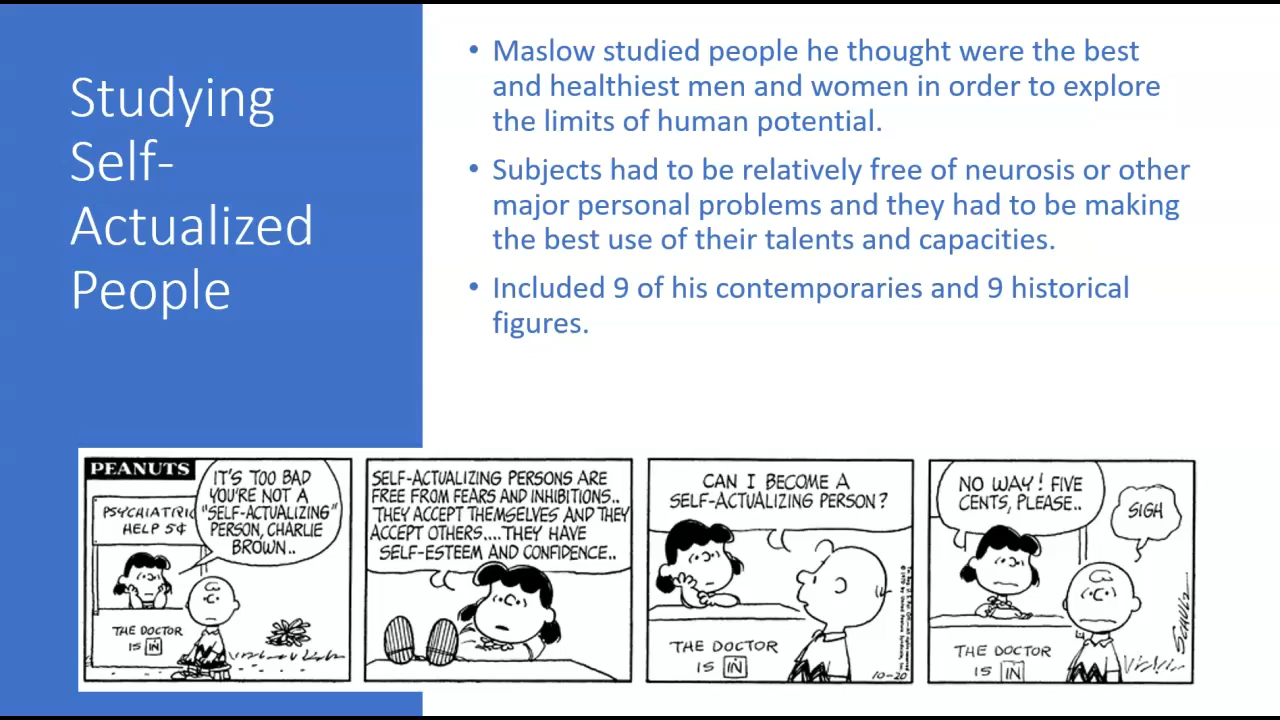 Studying
Self-
Actualized
People
• Maslow studied people he thought were the best
and healthiest men and women in order to explore
the limits of human potential.
• Subjects had to be relatively free of neurosis or other
major personal problems and they had to be making
the best use of their talents and capacities.
• Included 9 of his contemporaries and 9 historical
figures.
PEANUTS
PSYCHIATRIC
HELP 5¢
IT'S TOO BAD
YOU'RE NOT A
"SELF-ACTUALIZING"
PERSON, CHARLIE
BROWN..
THE DOCTOR
IS IN
SELF-ACTUALIZING PERSONS ARE
FREE FROM FEARS AND INHIBITIONS..
THEY ACCEPT THEMSELVES AND THEY
ACCEPT OTHERS....THEY HAVE
SELF-ESTEEM AND CONFIDENCE..
CAN I BECOME A
SELF-ACTUALIZING PERSON?
THE DOCTOR
IS IN
10-20
NO WAY! FIVE
CENTS, PLEASE..
SIGH
THE DOCTOR
IS IN
SCHULZ